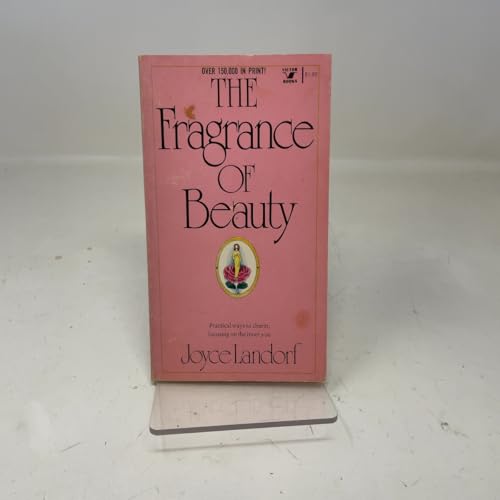 OVER 150,000 IN PRINT!
VICTOR
BOOKS
THE
Fragrance
OF
Beauty
Practical ways to charm,
focusing on the inner you.
Joyce Landorf